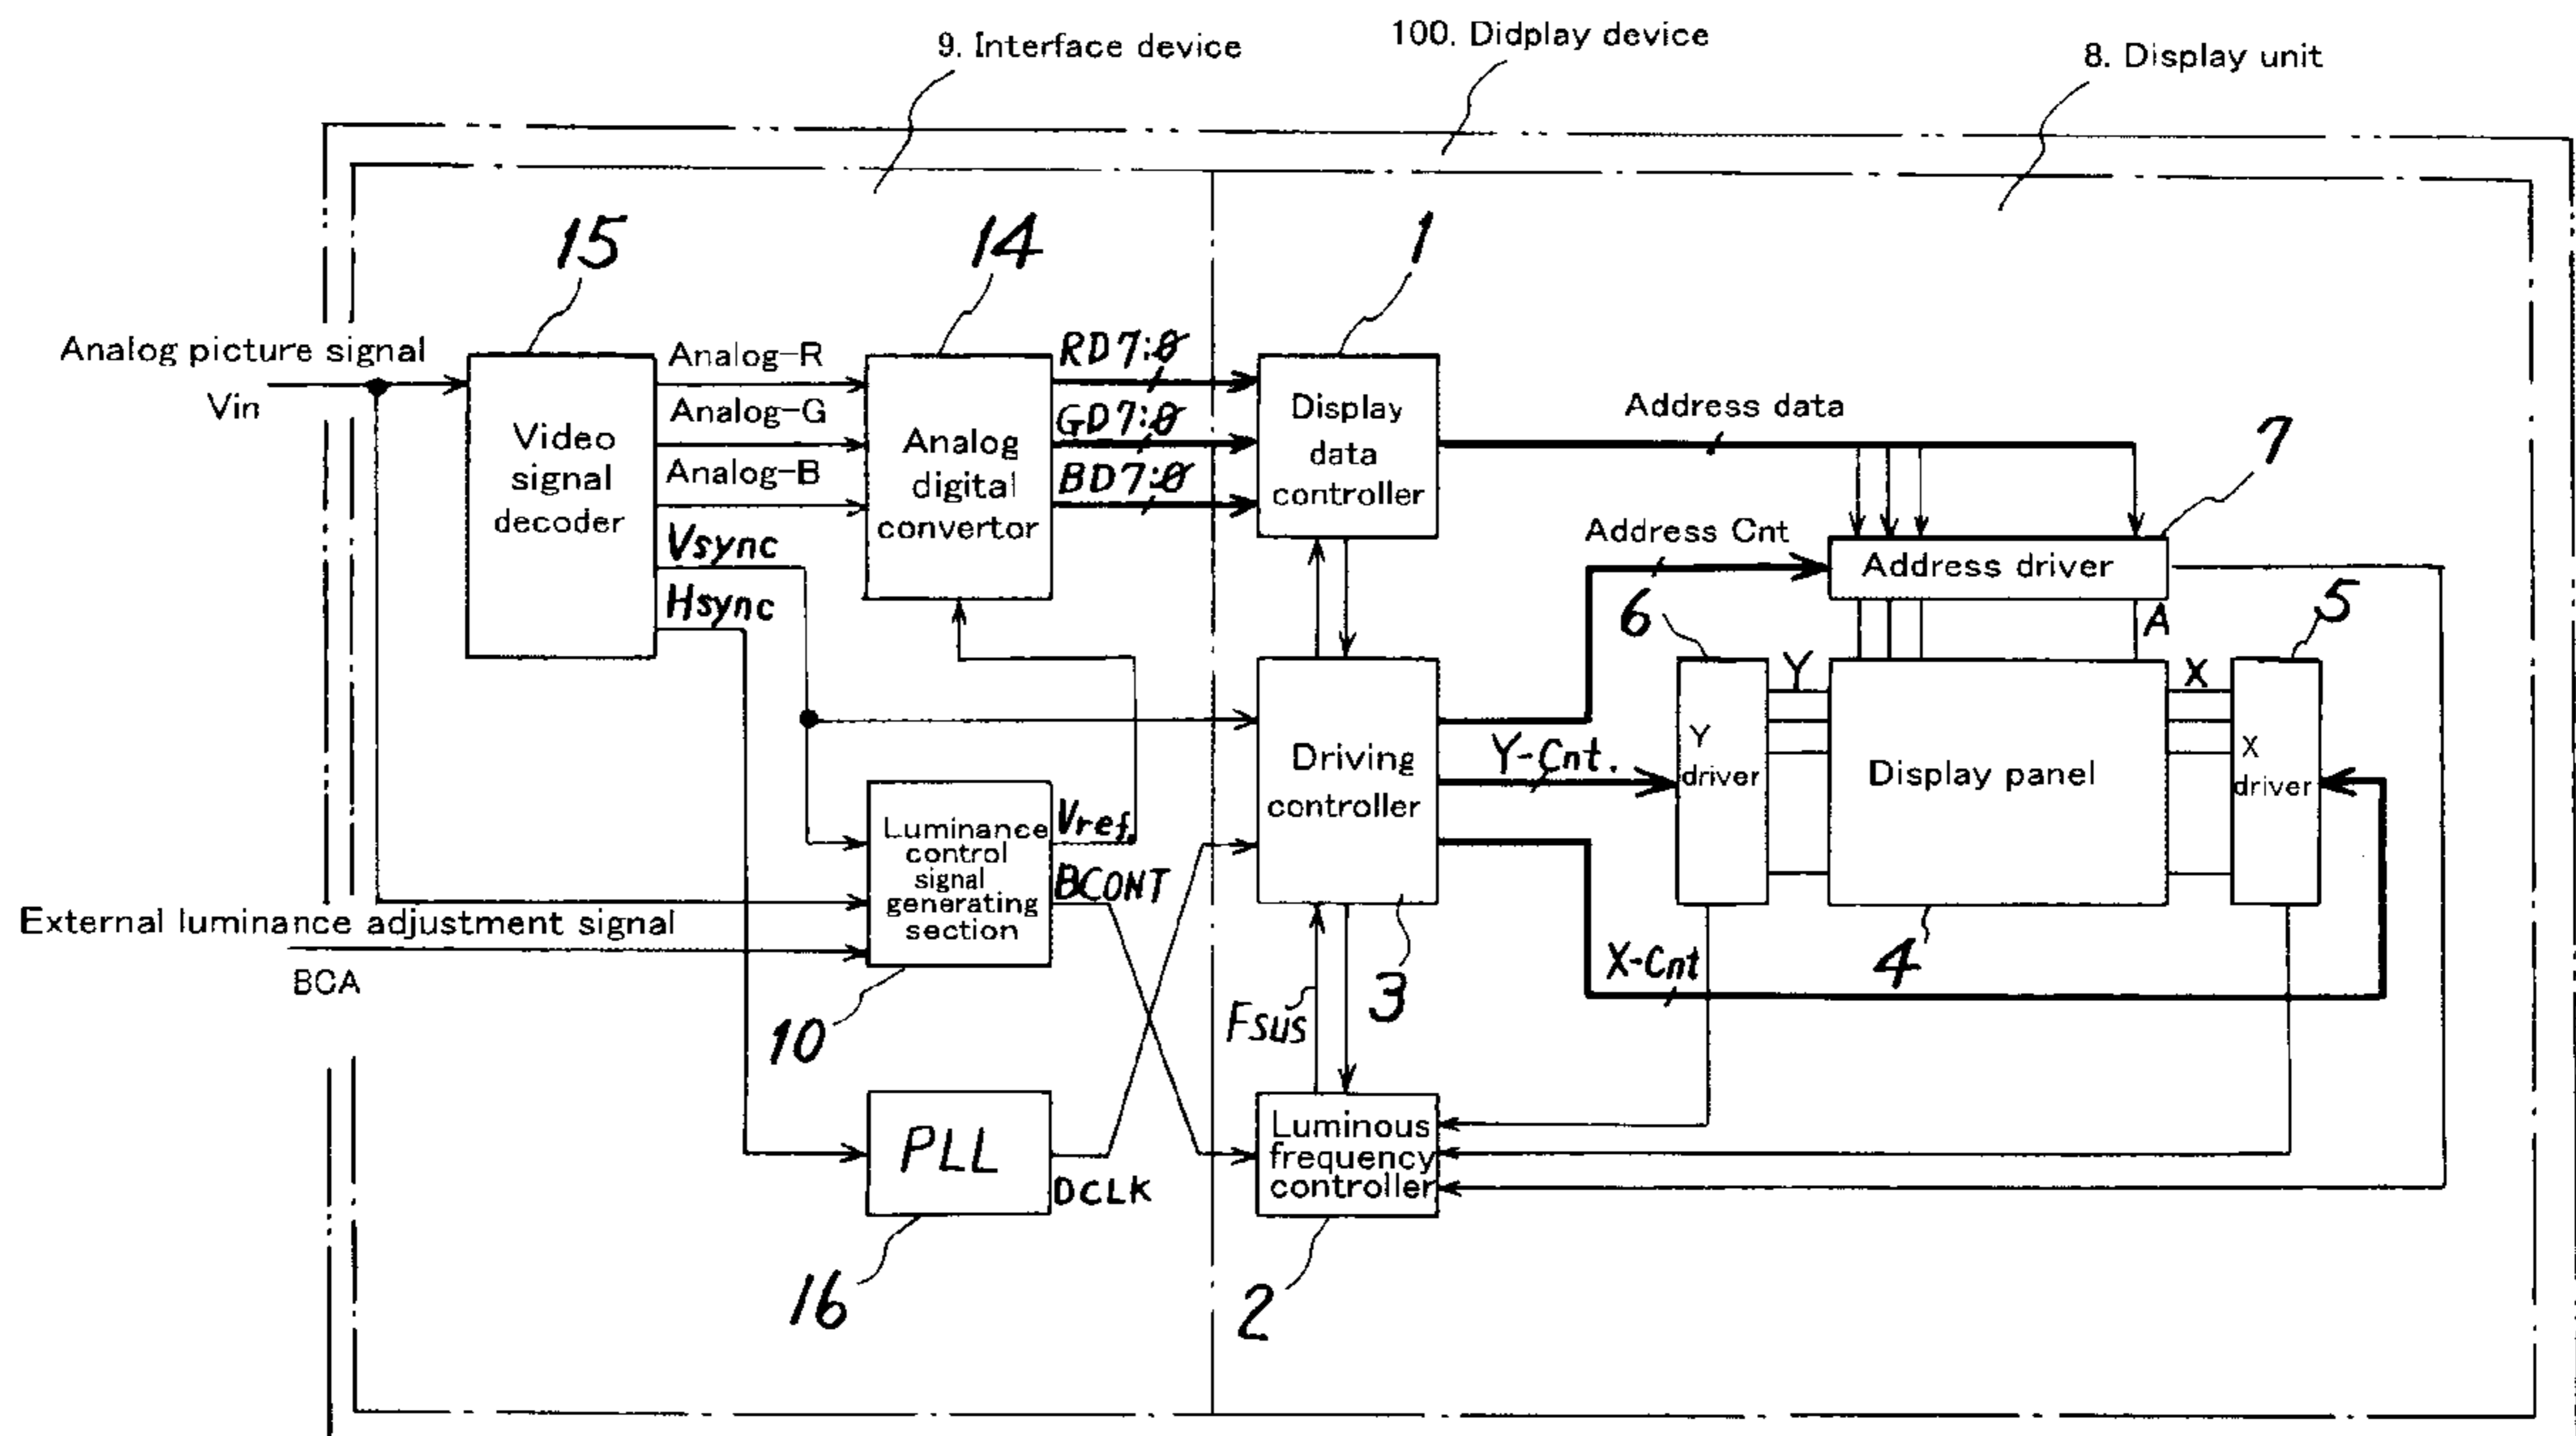 9. Interface device
100. Didplay device
8. Display unit
15
14
1
Analog picture signal
Vin
Video
signal
decoder
Analog-R
Analog-G
Analog-B
Vsync
Hsync
Analog
digital
convertor
RD7:0
GD7:0
BD7:0
Display
data
controller
Address data
7
Address Cnt
Address driver
A
6
5
Y
X
Y
driver
Display panel
X
driver
4
Driving
controller
3
Y-Cnt.
X-Cnt
Luminance
control
signal
generating
section
Vref.
BCONT
External luminance adjustment signal
BCA
10
Fsus
PLL
DCLK
16
Luminous
frequency
controller
2